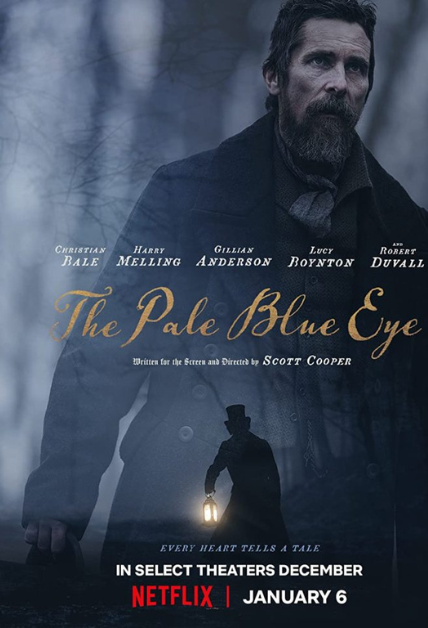 CHRISTIAN BALE HARRY MELLING GILLIAN ANDERSON LUCY BOYNTON AND ROBERT DUVALL
The Pale Blue Eye
Written for the Screen and Directed by SCOTT COOPER
EVERY HEART TELLS A TALE
IN SELECT THEATERS DECEMBER
NETFLIX | JANUARY 6